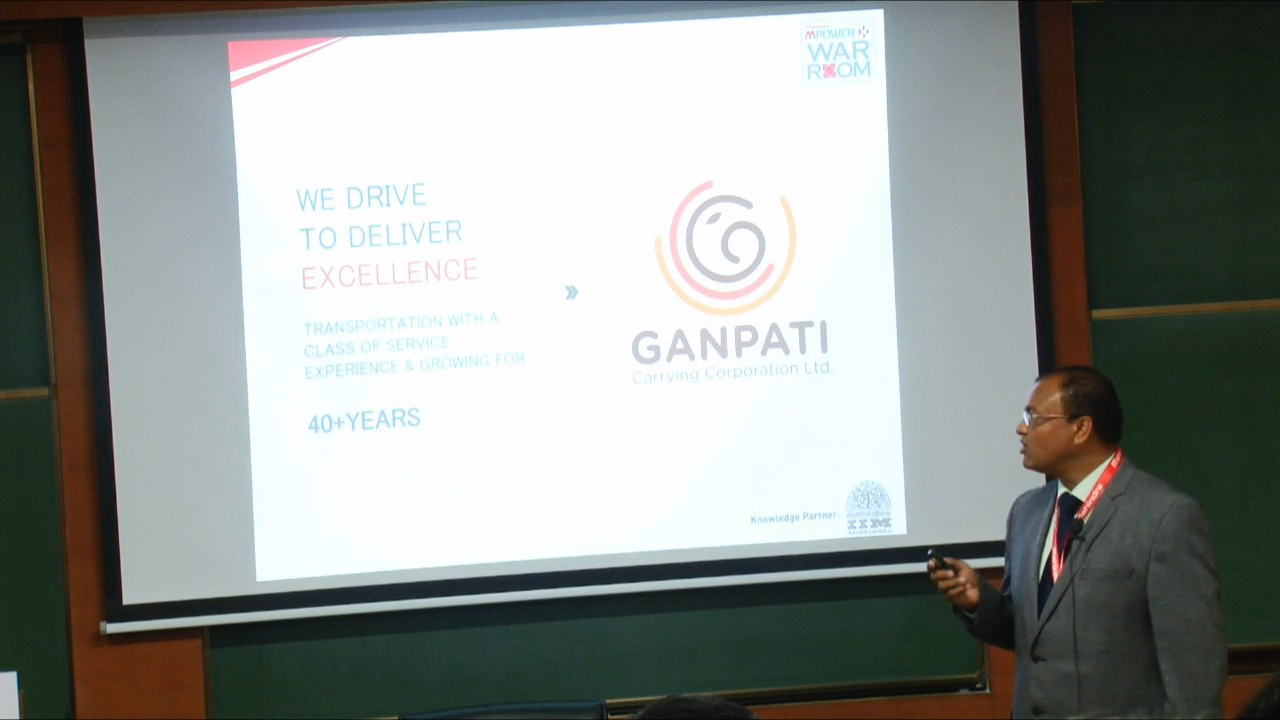 MPOWER
WAR
ROOM
WE DRIVE
TO DELIVER
EXCELLENCE
TRANSPORTATION WITH A
CLASS OF SERVICE
EXPERIENCE & GROWING FOR
40+YEARS
»
GANPATI
Carrying Corporation Ltd.
Knowledge Partner:
IIM